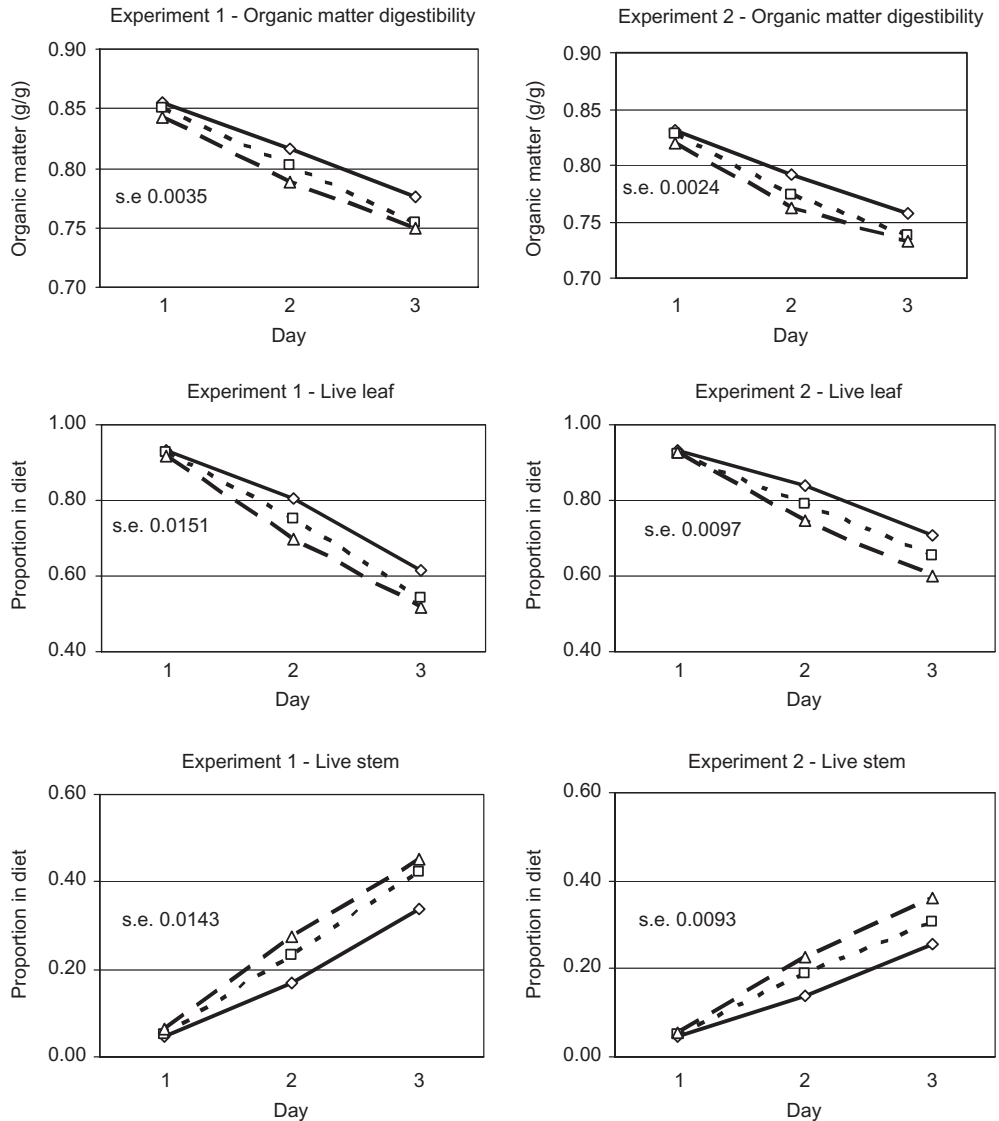 Experiment 1 - Organic matter digestibility
Organic matter (g/g)
0.90
0.85
0.80
0.75
0.70
s.e 0.0035
1 2 3
Day
Experiment 2 - Organic matter digestibility
Organic matter (g/g)
0.90
0.85
0.80
0.75
0.70
s.e. 0.0024
1 2 3
Day
Experiment 1 - Live leaf
Proportion in diet
1.00
0.80
0.60
0.40
s.e. 0.0151
1 2 3
Day
Experiment 2 - Live leaf
Proportion in diet
1.00
0.80
0.60
0.40
s.e. 0.0097
1 2 3
Day
Experiment 1 - Live stem
Proportion in diet
0.60
0.40
0.20
0.00
s.e. 0.0143
1 2 3
Day
Experiment 2 - Live stem
Proportion in diet
0.60
0.40
0.20
0.00
s.e. 0.0093
1 2 3
Day